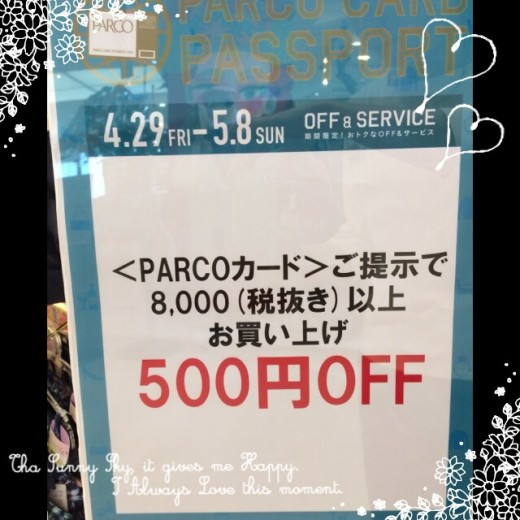 PARCO CARD
PARCO
PASSPORT
4.29 FRI – 5.8 SUN
OFF & SERVICE
期間限定!おトクなOFF&サービス
<PARCOカード>ご提示で
8,000(税抜き)以上
お買い上げ
500円OFF
Tha Sunny Sky, it gives me Happy.
I Always Love this moment.